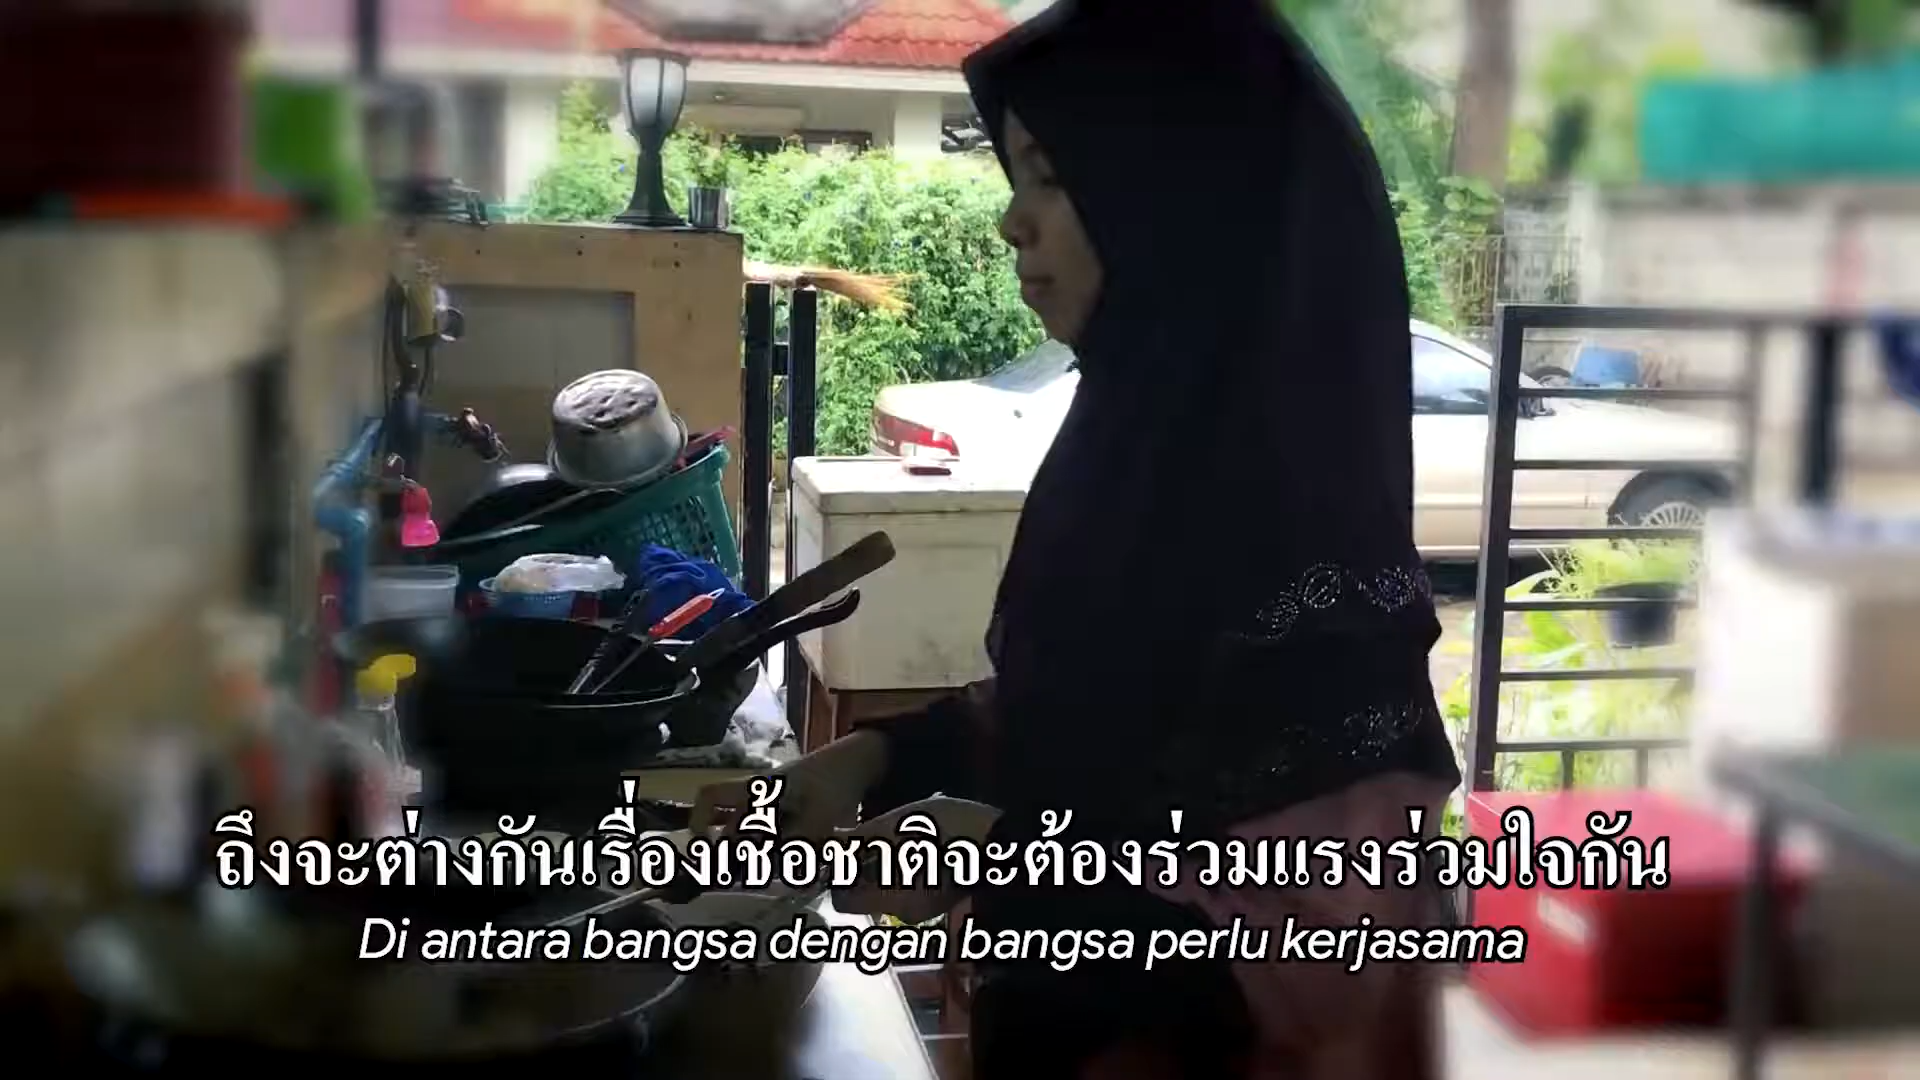 ถึงจะต่างกันเรื่องเชื้อชาติจะต้องร่วมแรงร่วมใจกัน
Di antara bangsa dengan bangsa perlu kerjasama